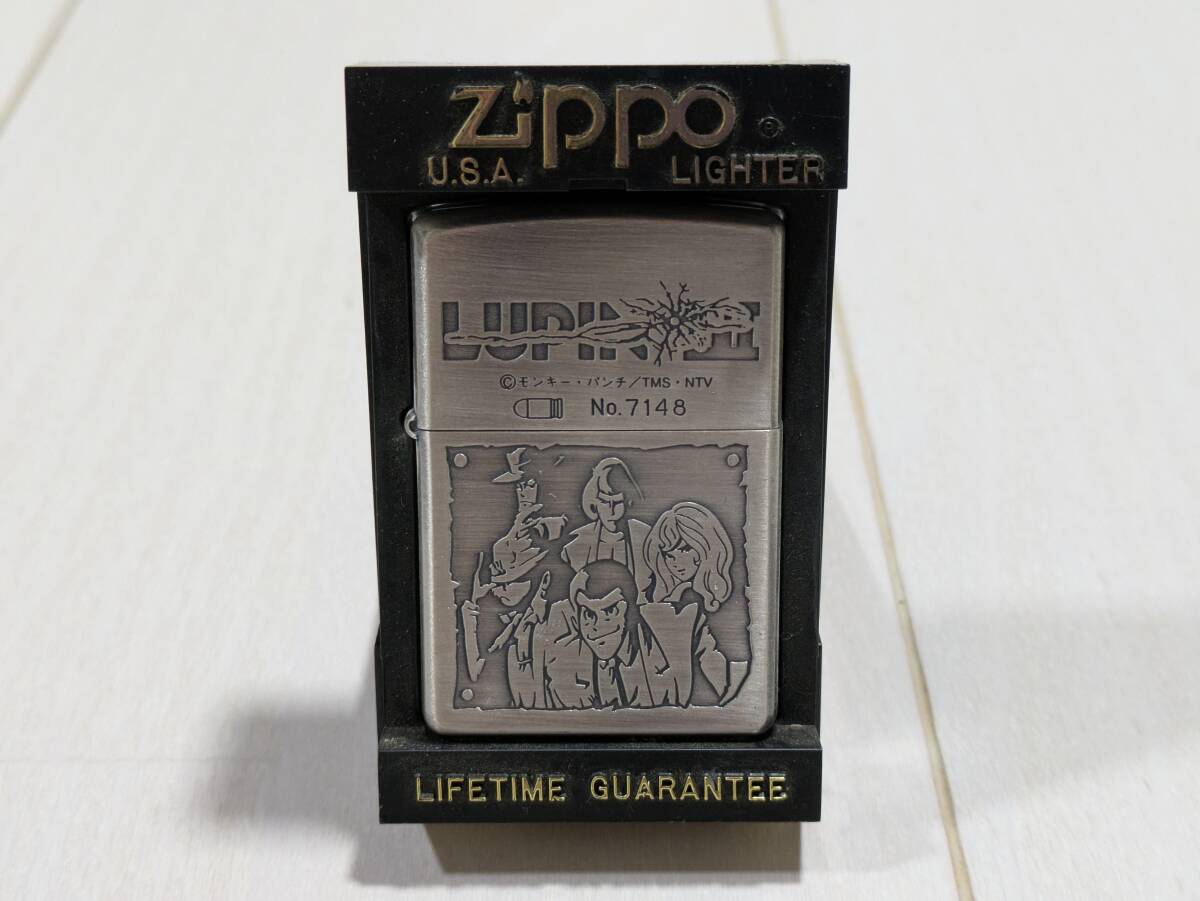 Zippo®
U.S.A. LIGHTER
LUPIN III
©モンキー・パンチ/TMS・NTV
No.7148
LIFETIME GUARANTEE